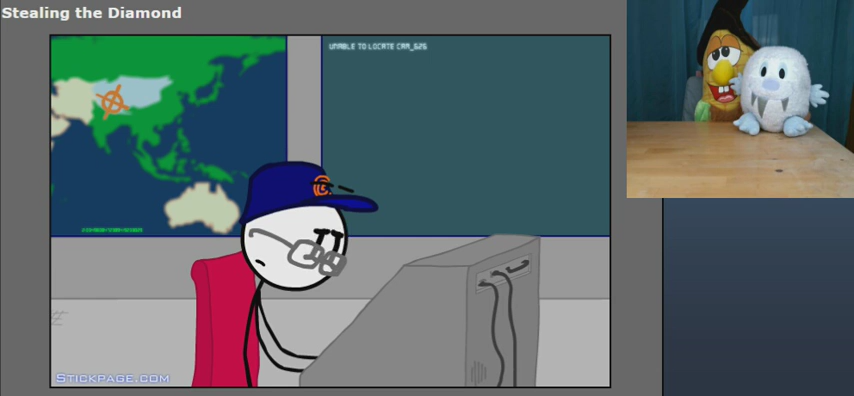 Stealing the Diamond
UNABLE TO LOCATE CAM_626
STICKPAGE.COM